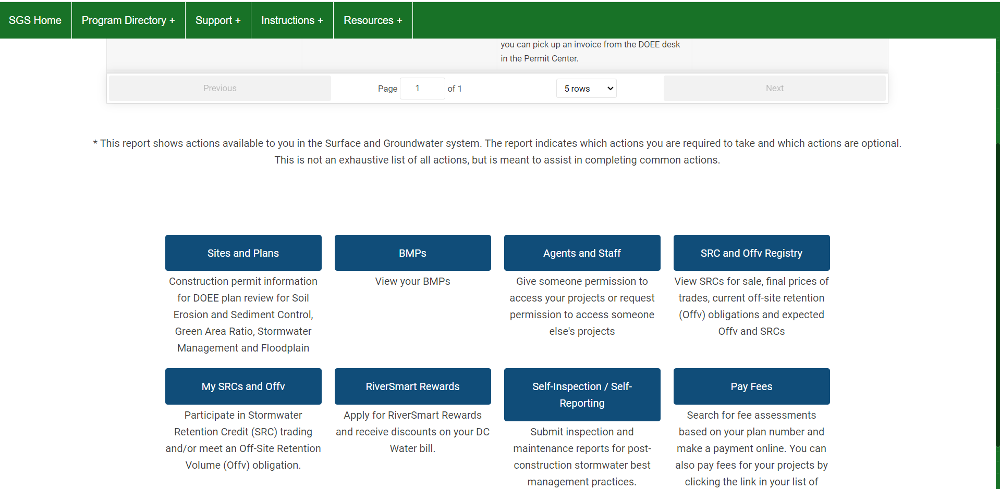 SGS Home Program Directory + Support + Instructions + Resources +
you can pick up an invoice from the DOEE desk
in the Permit Center.
Previous Page 1 of 1 5 rows Next
* This report shows actions available to you in the Surface and Groundwater system. The report indicates which actions you are required to take and which actions are optional.
This is not an exhaustive list of all actions, but is meant to assist in completing common actions.
Sites and Plans
Construction permit information
for DOEE plan review for Soil
Erosion and Sediment Control,
Green Area Ratio, Stormwater
Management and Floodplain
BMPs
View your BMPs
Agents and Staff
Give someone permission to
access your projects or request
permission to access someone
else's projects
SRC and Offv Registry
View SRCs for sale, final prices of
trades, current off-site retention
(Offv) obligations and expected
Offv and SRCs
My SRCs and Offv
Participate in Stormwater
Retention Credit (SRC) trading
and/or meet an Off-Site Retention
Volume (Offv) obligation.
RiverSmart Rewards
Apply for RiverSmart Rewards
and receive discounts on your DC
Water bill.
Self-Inspection / Self-
Reporting
Submit inspection and
maintenance reports for post-
construction stormwater best
management practices.
Pay Fees
Search for fee assessments
based on your plan number and
make a payment online. You can
also pay fees for your projects by
clicking the link in your list of